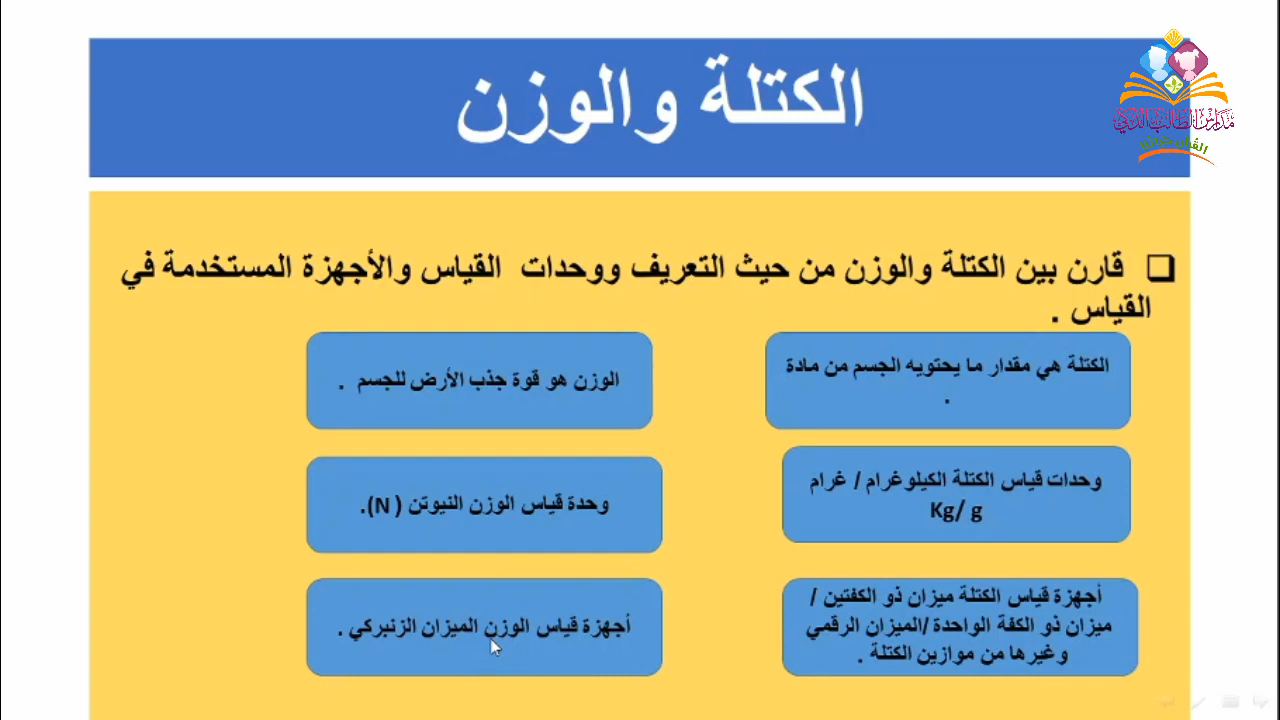 الكتلة والوزن
مدارس الطالب الذكي
❑ قارن بين الكتلة والوزن من حيث التعريف ووحدات القياس والأجهزة المستخدمة في
القياس .
الكتلة هي مقدار ما يحتويه الجسم من مادة
.
الوزن هو قوة جذب الأرض للجسم .
وحدات قياس الكتلة الكيلوغرام / غرام
Kg/ g
وحدة قياس الوزن النيوتن ( N).
أجهزة قياس الكتلة ميزان ذو الكفتين /
ميزان ذو الكفة الواحدة /الميزان الرقمي
وغيرها من موازين الكتلة .
أجهزة قياس الوزن الميزان الزنبركي .